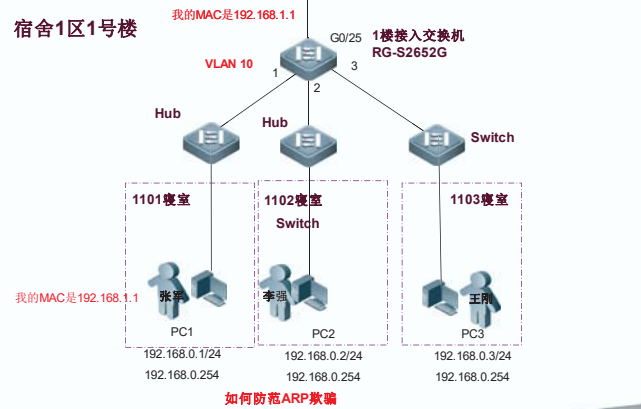 我的MAC是192.168.1.1
宿舍1区1号楼
G0/25
1楼接入交换机
RG-S2652G
VLAN 10
1
2
3
Hub
Hub
Switch
1101寝室
1102寝室
1103寝室
Switch
我的MAC是192.168.1.1
张军
李强
王刚
PC1
PC2
PC3
192.168.0.1/24
192.168.0.2/24
192.168.0.3/24
192.168.0.254
192.168.0.254
192.168.0.254
如何防范ARP欺骗